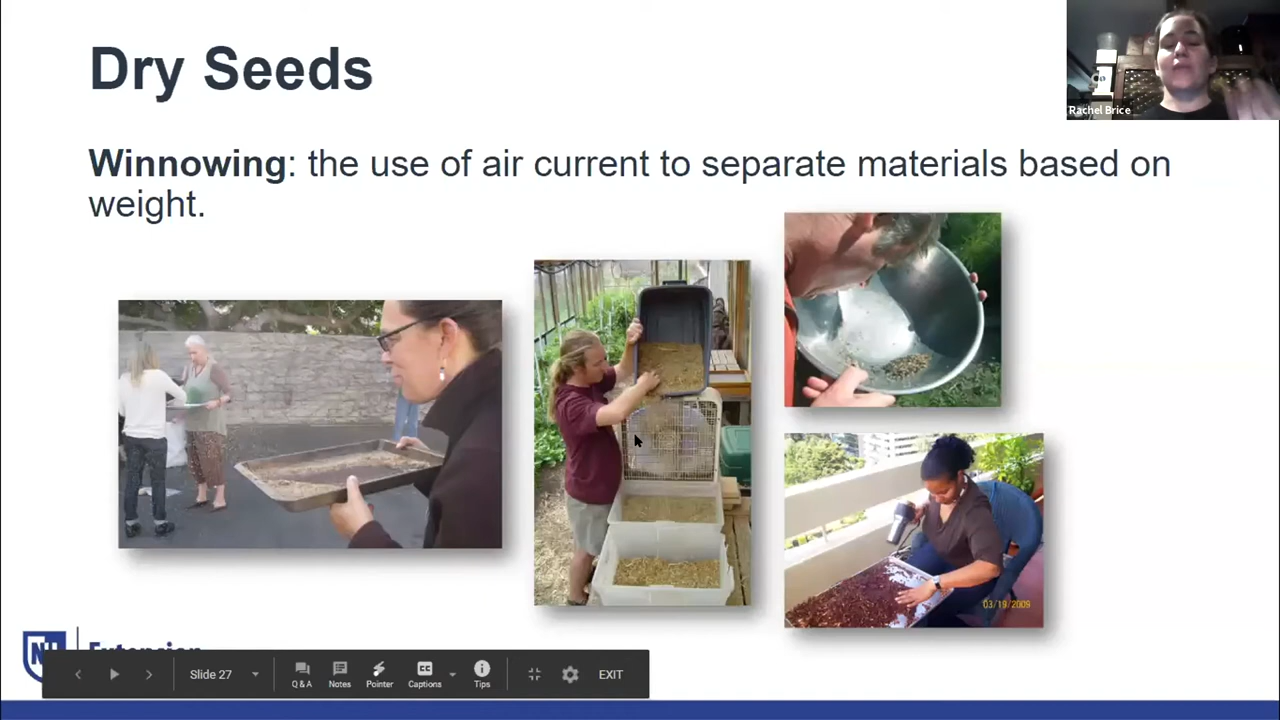 Dry Seeds
Rachel Brice
Winnowing: the use of air current to separate materials based on
weight.
03/19/2009
Extension
Slide 27
Q & A
Notes
Pointer
Captions
Tips
EXIT